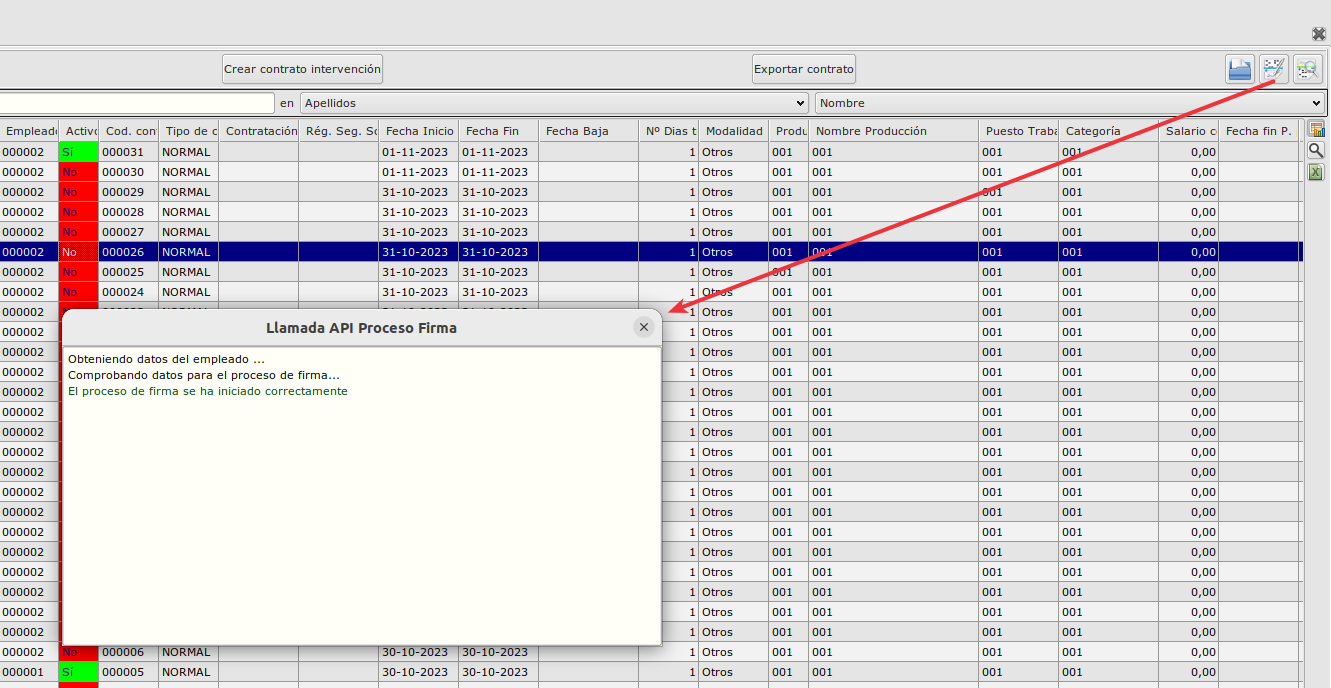 Crear contrato intervención Exportar contrato
en Apellidos Nombre
Emplead Activo Cod. con Tipo de c Contratación Rég. Seg. So Fecha Inicio Fecha Fin Fecha Baja Nº Dias t Modalidad Produ Nombre Producción Puesto Traba Categoría Salario c Fecha fin P.
000002 Sí 000031 NORMAL 01-11-2023 01-11-2023 1 Otros 001 001 001 001 0,00
000002 No 000030 NORMAL 01-11-2023 01-11-2023 1 Otros 001 001 001 001 0,00
000002 No 000029 NORMAL 31-10-2023 31-10-2023 1 Otros 001 001 001 001 0,00
000002 No 000028 NORMAL 31-10-2023 31-10-2023 1 Otros 001 001 001 001 0,00
000002 No 000027 NORMAL 31-10-2023 31-10-2023 1 Otros 001 001 001 001 0,00
000002 No 000026 NORMAL 31-10-2023 31-10-2023 1 Otros 001 001 001 001 0,00
000002 No 000025 NORMAL 31-10-2023 31-10-2023 1 Otros 001 001 001 001 0,00
000002 No 000024 NORMAL 31-10-2023 31-10-2023 1 Otros 001 001 001 001 0,00
000002 1 Otros 001 001 001 001 0,00
Llamada API Proceso Firma
000002 1 Otros 001 001 001 001 0,00
Obteniendo datos del empleado ...
000002 1 Otros 001 001 001 001 0,00
Comprobando datos para el proceso de firma...
000002 1 Otros 001 001 001 001 0,00
El proceso de firma se ha iniciado correctamente
000002 1 Otros 001 001 001 001 0,00
000002 1 Otros 001 001 001 001 0,00
000002 1 Otros 001 001 001 001 0,00
000002 1 Otros 001 001 001 001 0,00
000002 1 Otros 001 001 001 001 0,00
000002 1 Otros 001 001 001 001 0,00
000002 1 Otros 001 001 001 001 0,00
000002 1 Otros 001 001 001 001 0,00
000002 1 Otros 001 001 001 001 0,00
000002 1 Otros 001 001 001 001 0,00
000002 1 Otros 001 001 001 001 0,00
000002 1 Otros 001 001 001 001 0,00
000002 1 Otros 001 001 001 001 0,00
000002 No 000006 NORMAL 30-10-2023 30-10-2023 1 Otros 001 001 001 001 0,00
000001 Sí 000005 NORMAL 30-10-2023 30-10-2023 1 Otros 001 001 001 001 0,00